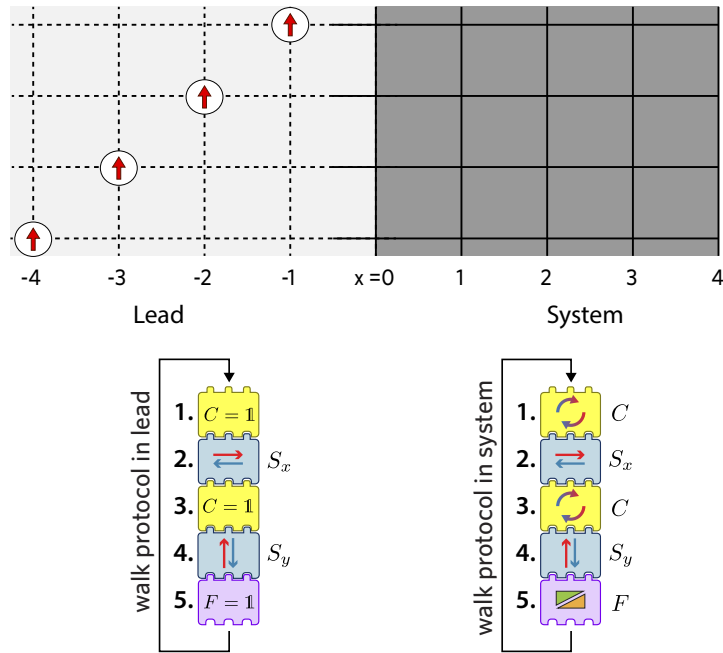 -4 -3 -2 -1 x =0 1 2 3 4
Lead System
walk protocol in lead
1. C = 𝟙
2. S_x
3. C = 𝟙
4. S_y
5. F = 𝟙
walk protocol in system
1. C
2. S_x
3. C
4. S_y
5. F